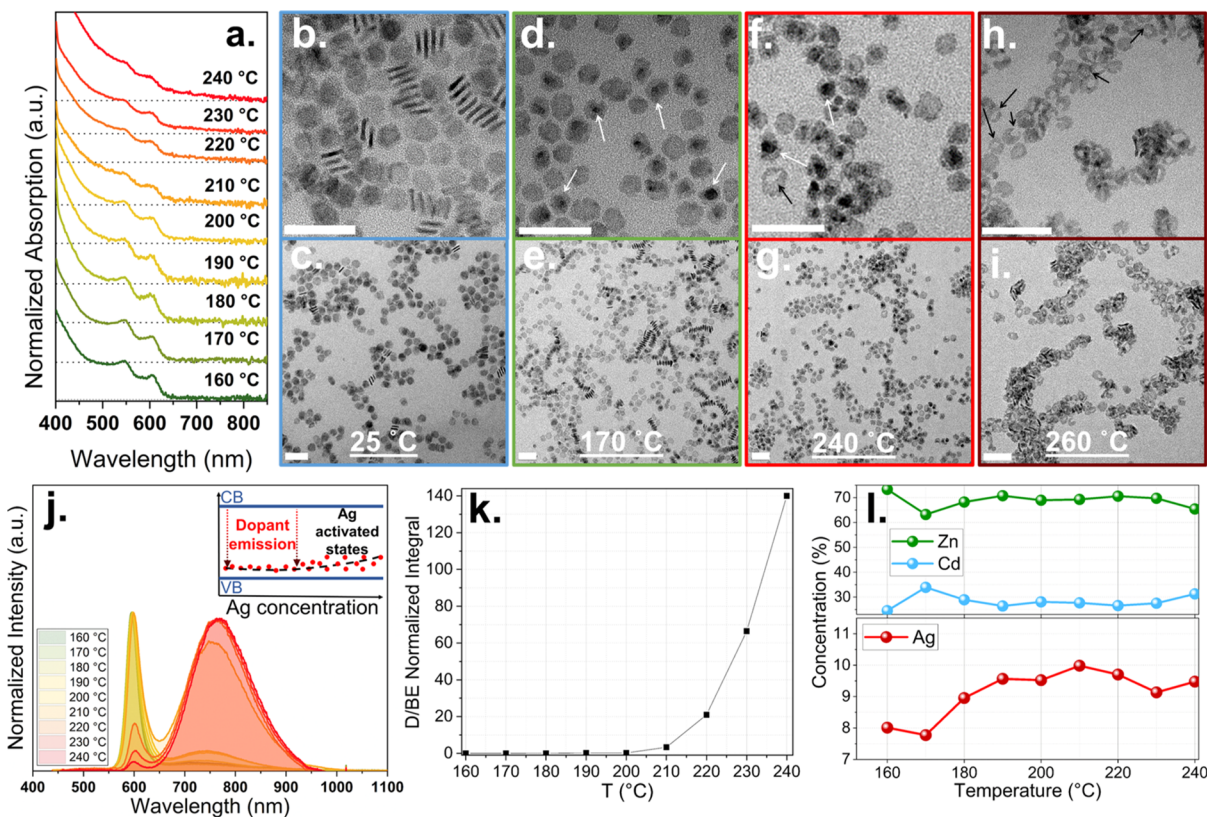 a.
240 °C
230 °C
220 °C
210 °C
200 °C
190 °C
180 °C
170 °C
160 °C
Normalized Absorption (a.u.)
400 500 600 700 800
Wavelength (nm)
b.
c.
25 °C
d.
e.
170 °C
f.
g.
240 °C
h.
i.
260 °C
j.
Normalized Intensity (a.u.)
CB
Dopant
emission
Ag
activated
states
VB
Ag concentration
160 °C
170 °C
180 °C
190 °C
200 °C
210 °C
220 °C
230 °C
240 °C
400 500 600 700 800 900 1000 1100
Wavelength (nm)
k.
D/BE Normalized Integral
140
120
100
80
60
40
20
0
160 170 180 190 200 210 220 230 240
T (°C)
l.
Concentration (%)
70
60
50
40
30
Zn
Cd
11
10
9
8
7
Ag
160 180 200 220 240
Temperature (°C)